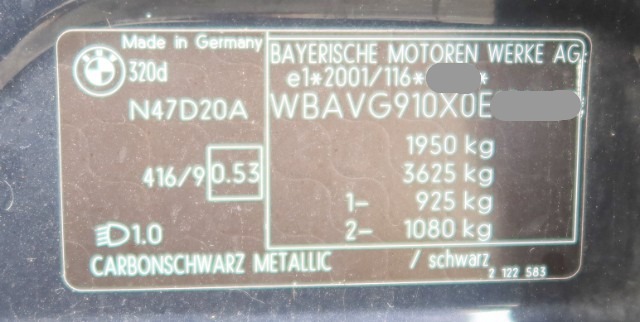 Made in Germany
BMW
320d
N47D20A
416/9 0.53
1.0
BAYERISCHE MOTOREN WERKE AG
e1*2001/116* *
WBAVG910X0E
1950 kg
3625 kg
1- 925 kg
2- 1080 kg
CARBONSCHWARZ METALLIC / schwarz
2 122 583